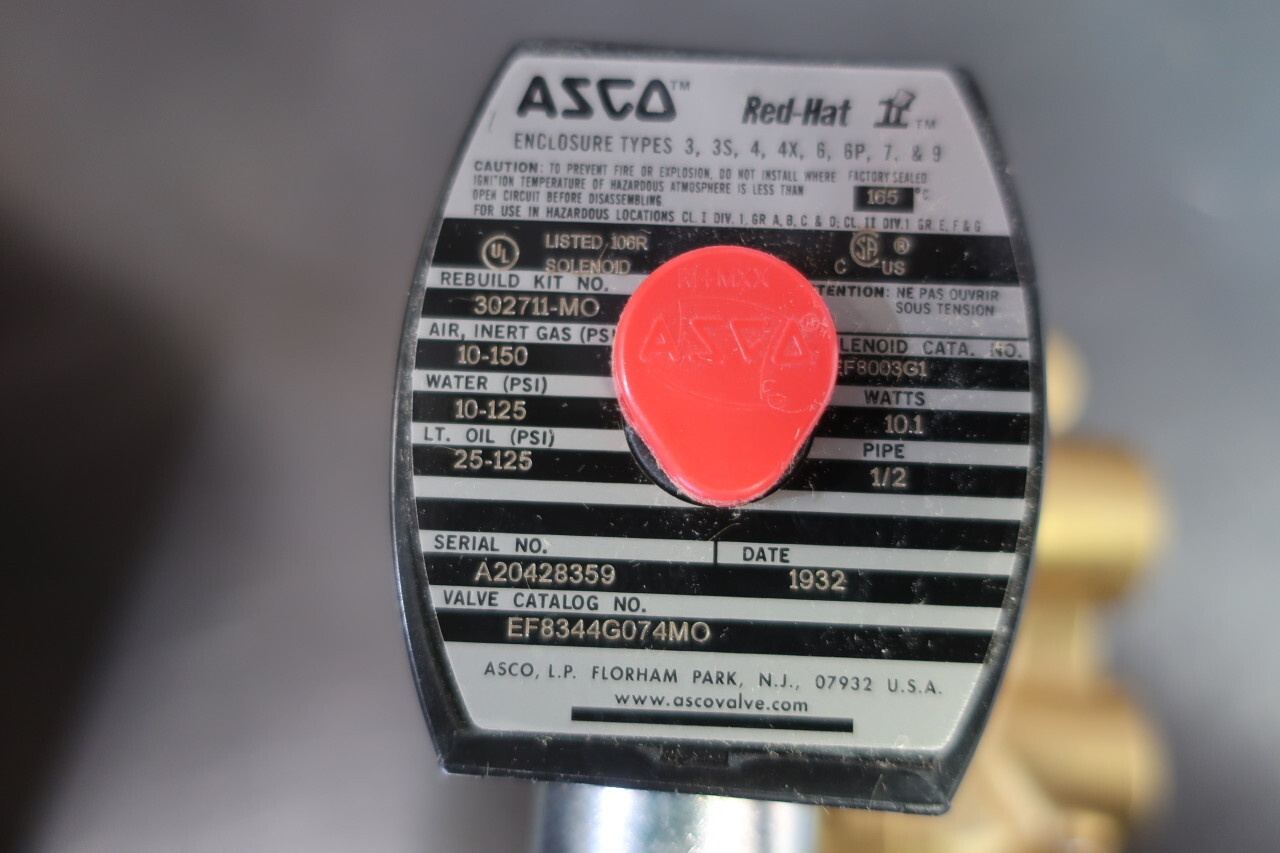 ASCO™ Red-Hat II™
ENCLOSURE TYPES 3, 3S, 4, 4X, 6, 6P, 7, & 9
CAUTION: TO PREVENT FIRE OR EXPLOSION, DO NOT INSTALL WHERE
IGNITION TEMPERATURE OF HAZARDOUS ATMOSPHERE IS LESS THAN
OPEN CIRCUIT BEFORE DISASSEMBLING
FACTORY SEALED
165 °C
FOR USE IN HAZARDOUS LOCATIONS CL. I DIV. 1, GR A, B, C & D; CL. II DIV.1 GR. E, F & G
UL LISTED 106R
SOLENOID
C SA ® US
REBUILD KIT NO.
302711-MO
NE PAS OUVRIR
SOUS TENSION
AIR, INERT GAS
10-150
CATA. NO.
EF8003G1
WATER (PSI)
10-125
WATTS
10.1
LT. OIL (PSI)
25-125
PIPE
1/2
ASCO
SERIAL NO. DATE
A20428359 1932
VALVE CATALOG NO.
EF8344G074MO
ASCO, L.P. FLORHAM PARK, N.J., 07932 U.S.A.
www.ascovalve.com